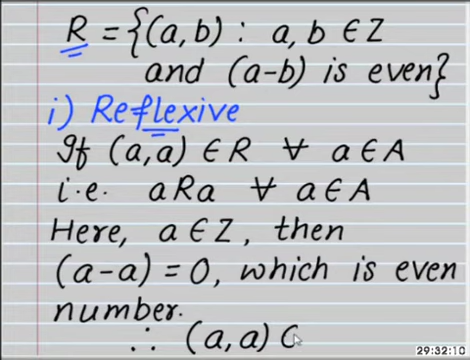 R = {(a, b) : a, b ∈ Z
and (a-b) is even}
i) Reflexive
If (a, a) ∈ R ∀ a ∈ A
i.e. aRa ∀ a ∈ A
Here, a ∈ Z, then
(a-a) = 0, which is even
number.
∴ (a, a)
29:32:10